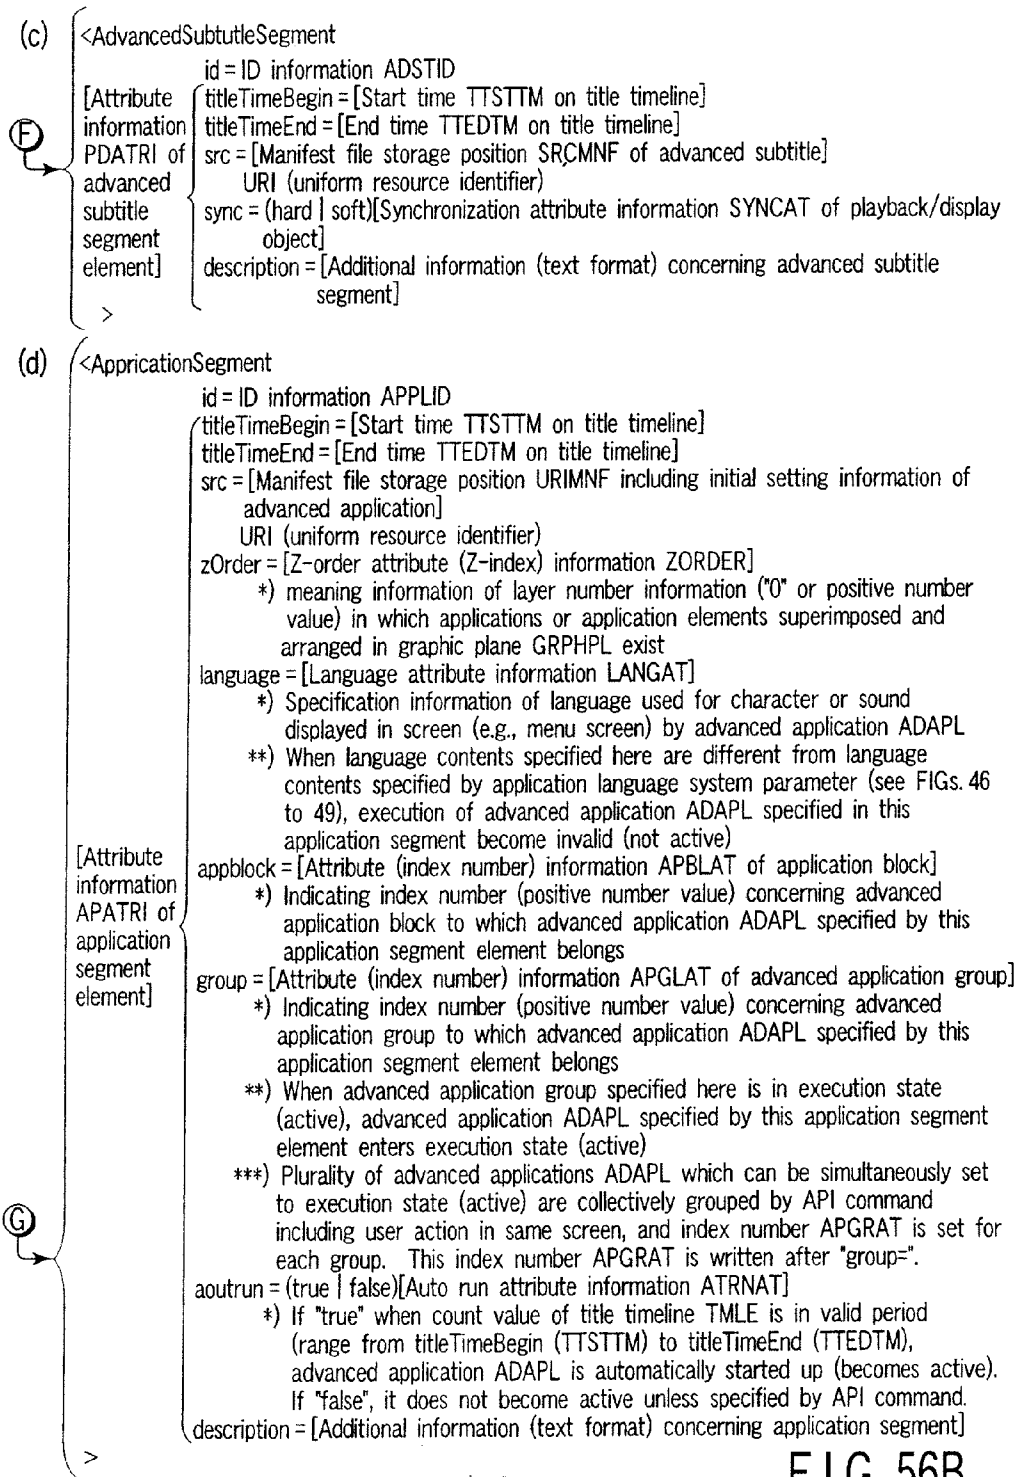 (c) <AdvancedSubtutleSegment
id = ID information ADSTID
[Attribute information PDATRI of advanced subtitle segment element]
titleTimeBegin = [Start time TTSTTM on title timeline]
titleTimeEnd = [End time TTEDTM on title timeline]
src = [Manifest file storage position SRCMNF of advanced subtitle]
URI (uniform resource identifier)
sync = (hard | soft)[Synchronization attribute information SYNCAT of playback/display
object]
description = [Additional information (text format) concerning advanced subtitle
segment]
>
F
(d) <AppricationSegment
id = ID information APPLID
titleTimeBegin = [Start time TTSTTM on title timeline]
titleTimeEnd = [End time TTEDTM on title timeline]
src = [Manifest file storage position URIMNF including initial setting information of
advanced application]
URI (uniform resource identifier)
zOrder = [Z-order attribute (Z-index) information ZORDER]
*) meaning information of layer number information ("0" or positive number
value) in which applications or application elements superimposed and
arranged in graphic plane GRPHPL exist
language = [Language attribute information LANGAT]
*) Specification information of language used for character or sound
displayed in screen (e.g., menu screen) by advanced application ADAPL
**) When language contents specified here are different from language
contents specified by application language system parameter (see FIGs. 46
to 49), execution of advanced application ADAPL specified in this
application segment become invalid (not active)
[Attribute information APATRI of application segment element]
appblock = [Attribute (index number) information APBLAT of application block]
*) Indicating index number (positive number value) concerning advanced
application block to which advanced application ADAPL specified by this
application segment element belongs
group = [Attribute (index number) information APGLAT of advanced application group]
*) Indicating index number (positive number value) concerning advanced
application group to which advanced application ADAPL specified by this
application segment element belongs
**) When advanced application group specified here is in execution state
(active), advanced application ADAPL specified by this application segment
element enters execution state (active)
***) Plurality of advanced applications ADAPL which can be simultaneously set
to execution state (active) are collectively grouped by API command
including user action in same screen, and index number APGRAT is set for
each group. This index number APGRAT is written after "group=".
G
aoutrun = (true | false)[Auto run attribute information ATRNAT]
*) If "true" when count value of title timeline TMLE is in valid period
(range from titleTimeBegin (TTSTTM) to titleTimeEnd (TTEDTM),
advanced application ADAPL is automatically started up (becomes active).
If "false", it does not become active unless specified by API command.
description = [Additional information (text format) concerning application segment]
>
FIG. 56B